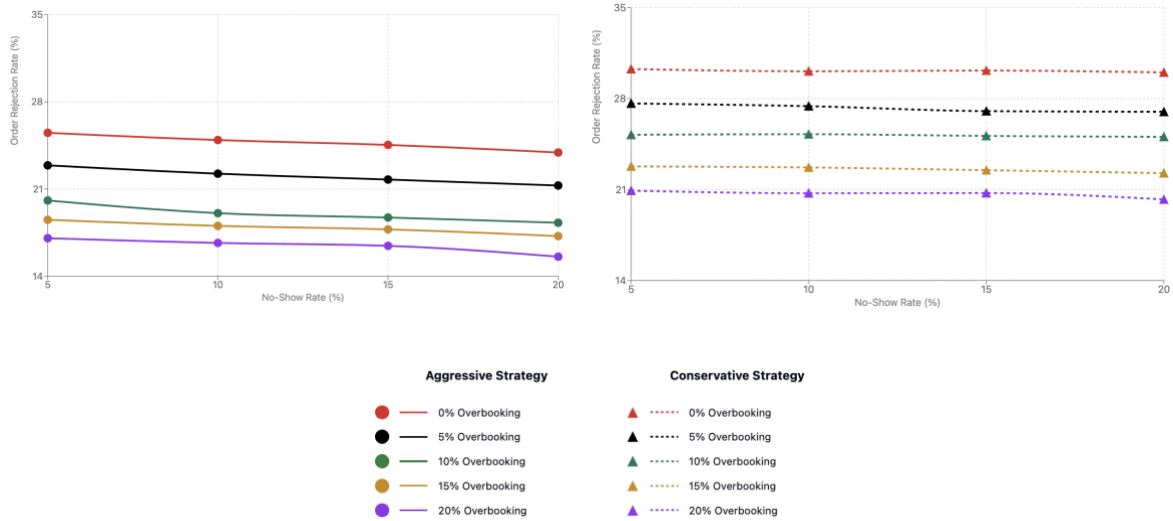 35
28
21
14
Order Rejection Rate (%)
5
10
15
20
No-Show Rate (%)
35
28
21
14
Order Rejection Rate (%)
5
10
15
20
No-Show Rate (%)
Aggressive Strategy
0% Overbooking
5% Overbooking
10% Overbooking
15% Overbooking
20% Overbooking
Conservative Strategy
0% Overbooking
5% Overbooking
10% Overbooking
15% Overbooking
20% Overbooking